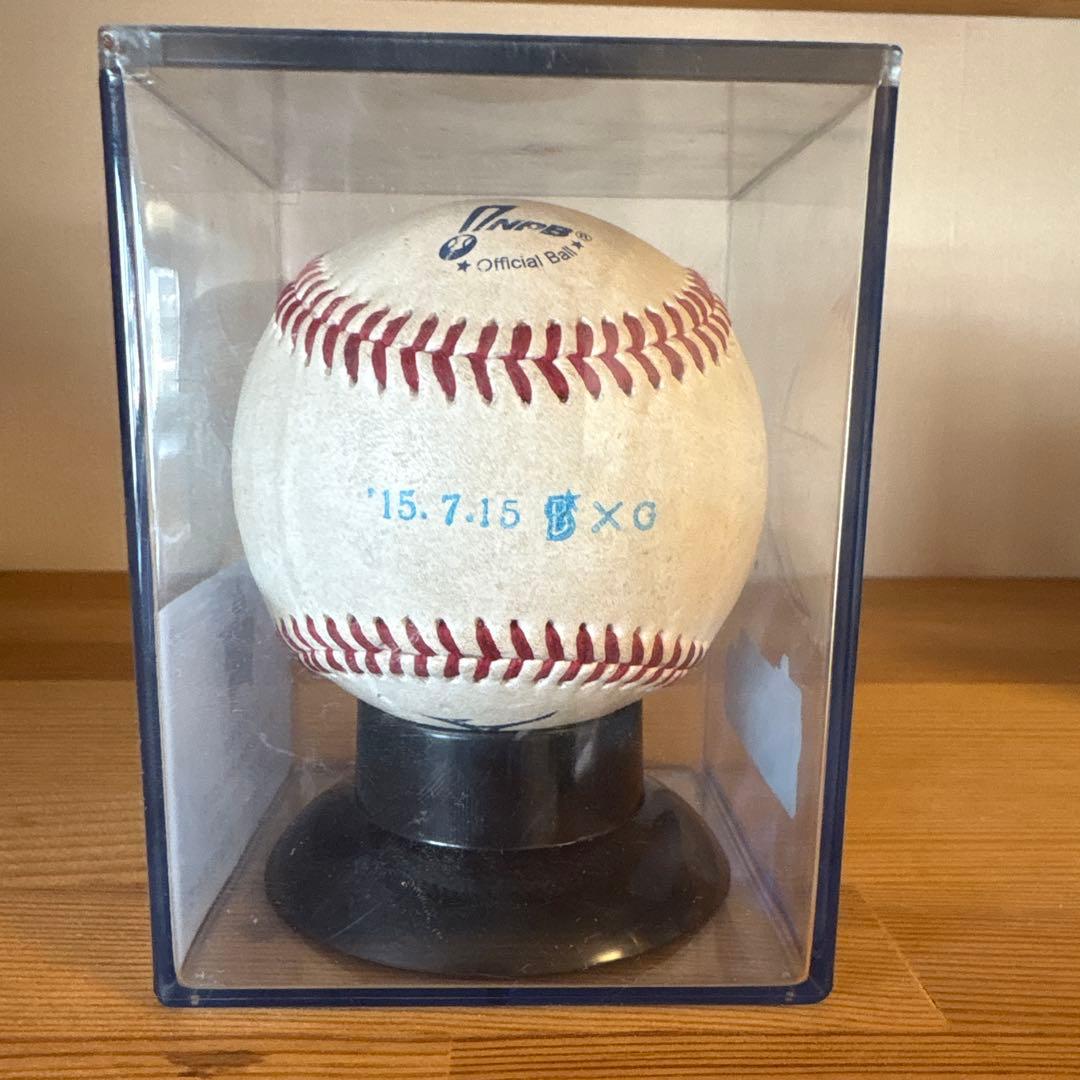 NPB®
★ Official Ball ★
'15. 7.15 B × G